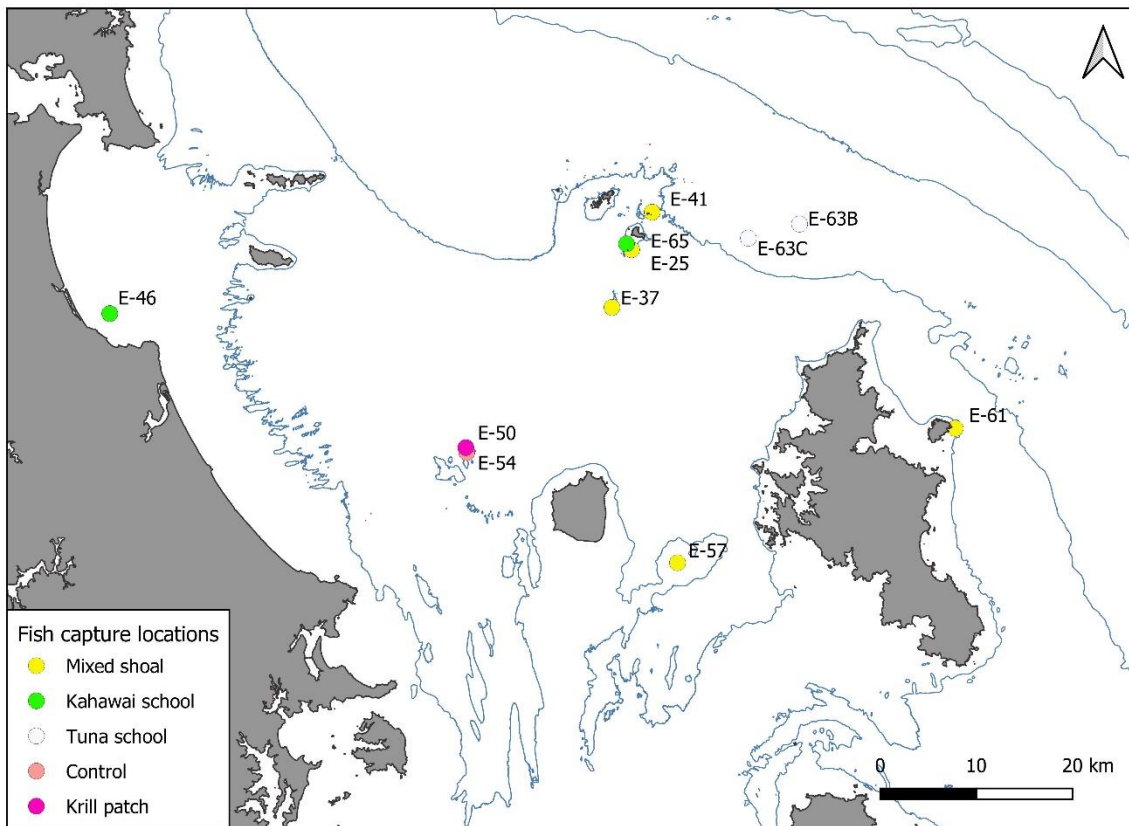 E-41
E-63B
E-65
E-63C
E-25
E-46
E-37
E-61
E-50
E-54
E-57
Fish capture locations
Mixed shoal
Kahawai school
Tuna school
Control
Krill patch
0 10 20 km